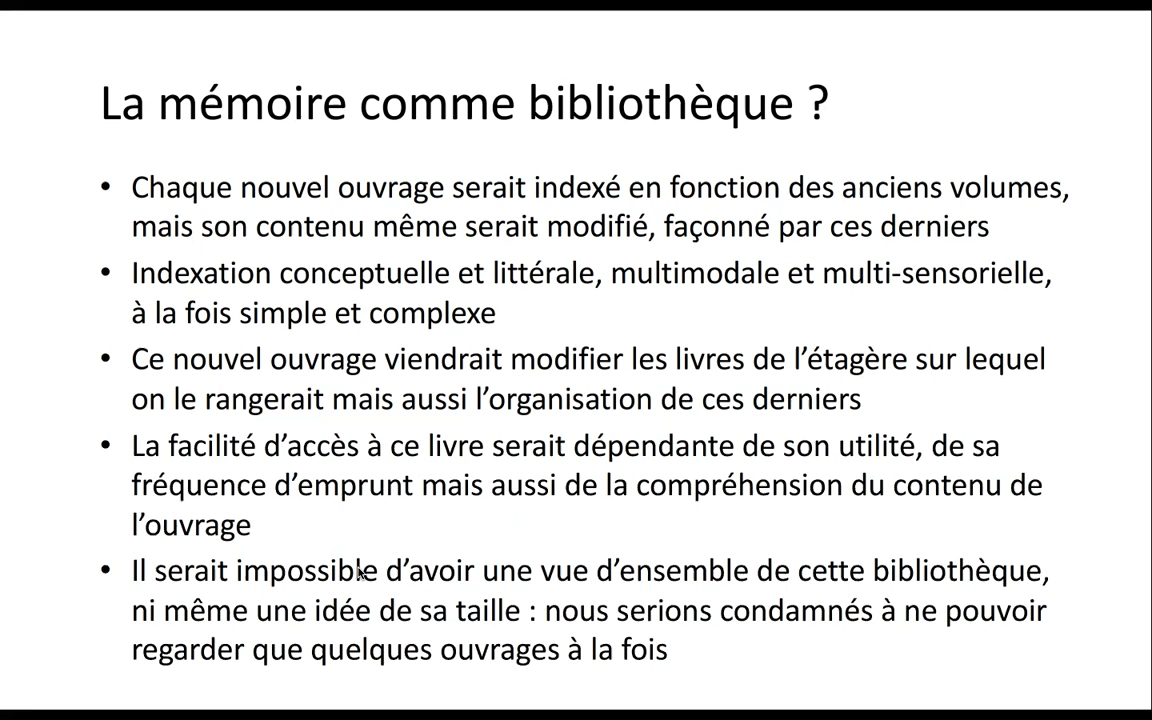 La mémoire comme bibliothèque ?
• Chaque nouvel ouvrage serait indexé en fonction des anciens volumes,
mais son contenu même serait modifié, façonné par ces derniers
• Indexation conceptuelle et littérale, multimodale et multi-sensorielle,
à la fois simple et complexe
• Ce nouvel ouvrage viendrait modifier les livres de l’étagère sur lequel
on le rangerait mais aussi l’organisation de ces derniers
• La facilité d’accès à ce livre serait dépendante de son utilité, de sa
fréquence d’emprunt mais aussi de la compréhension du contenu de
l’ouvrage
• Il serait impossible d’avoir une vue d’ensemble de cette bibliothèque,
ni même une idée de sa taille : nous serions condamnés à ne pouvoir
regarder que quelques ouvrages à la fois